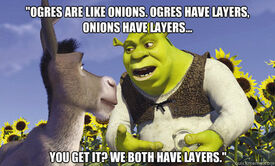 "OGRES ARE LIKE ONIONS. OGRES HAVE LAYERS,
ONIONS HAVE LAYERS...
YOU GET IT? WE BOTH HAVE LAYERS."